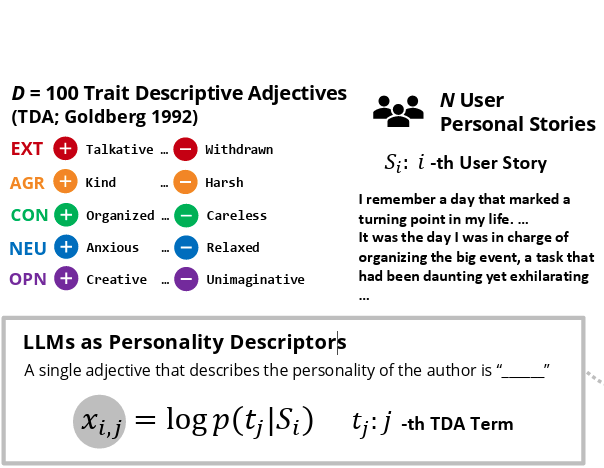 D = 100 Trait Descriptive Adjectives
(TDA; Goldberg 1992)
EXT + Talkative … − Withdrawn
AGR + Kind … − Harsh
CON + Organized … − Careless
NEU + Anxious … − Relaxed
OPN + Creative … − Unimaginative
N User
Personal Stories
S_i: i -th User Story
I remember a day that marked a
turning point in my life. …
It was the day I was in charge of
organizing the big event, a task that
had been daunting yet exhilarating
…
LLMs as Personality Descriptors
A single adjective that describes the personality of the author is “______”
x_{i,j} = log p(t_j|S_i)
t_j: j -th TDA Term